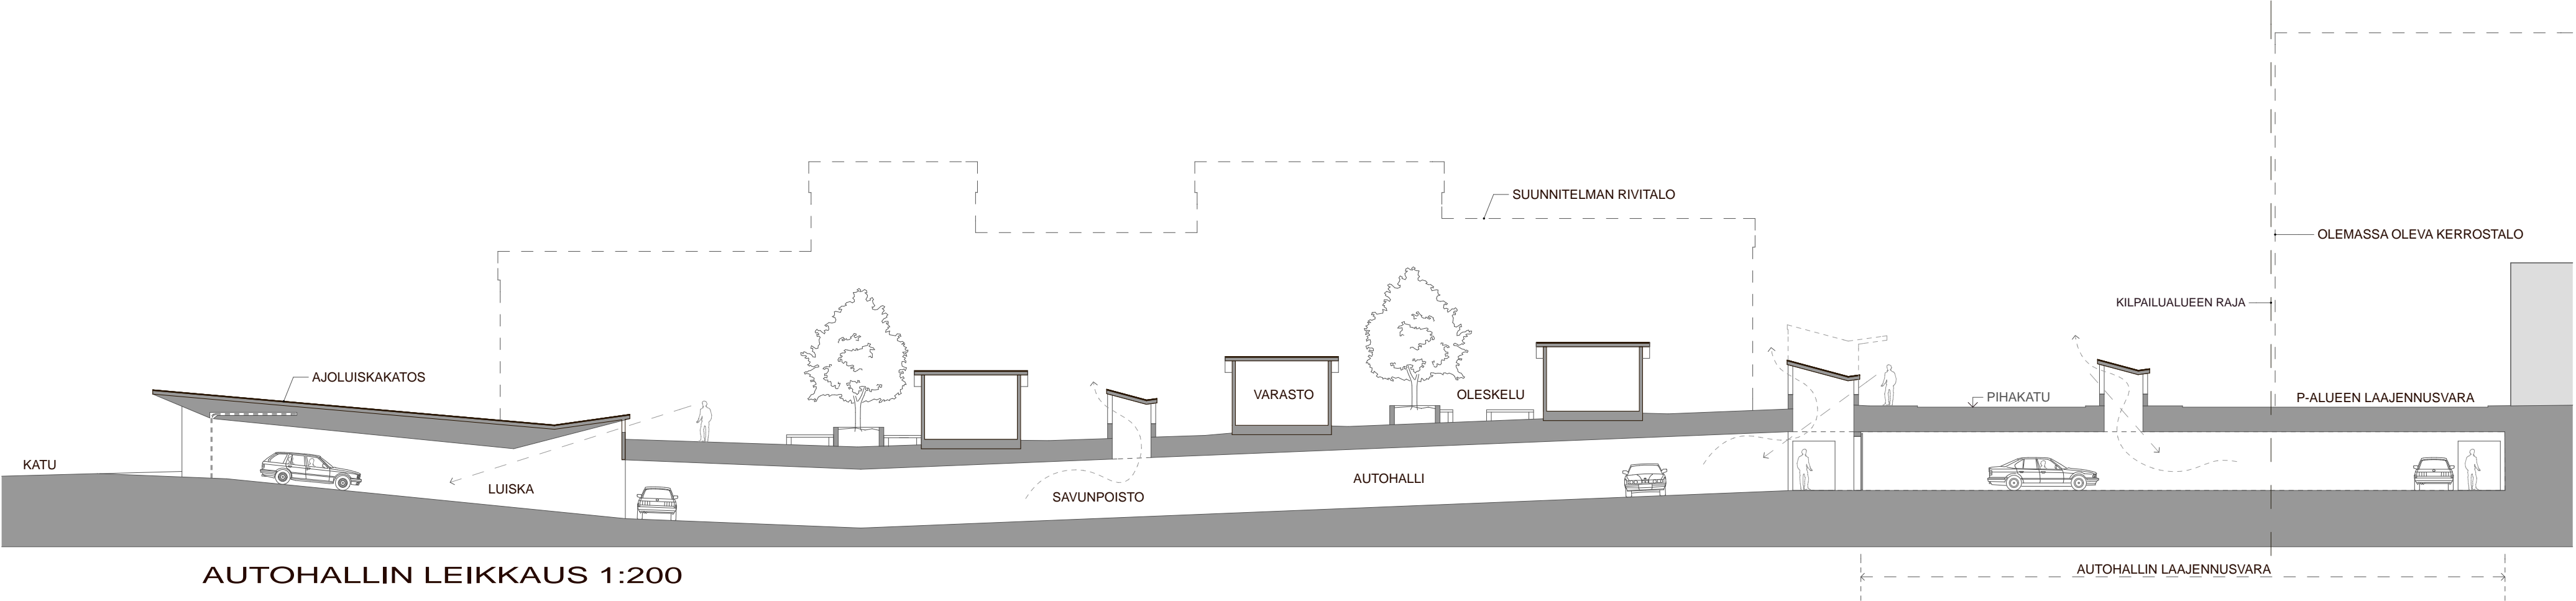 SUUNNITELMAN RIVITALO
OLEMASSA OLEVA KERROSTALO
KILPAILUALUEEN RAJA
AJOLUISKAKATOS
VARASTO
OLESKELU
PIHAKATU
P-ALUEEN LAAJENNUSVARA
KATU
LUISKA
SAVUNPOISTO
AUTOHALLI
AUTOHALLIN LEIKKAUS 1:200
AUTOHALLIN LAAJENNUSVARA